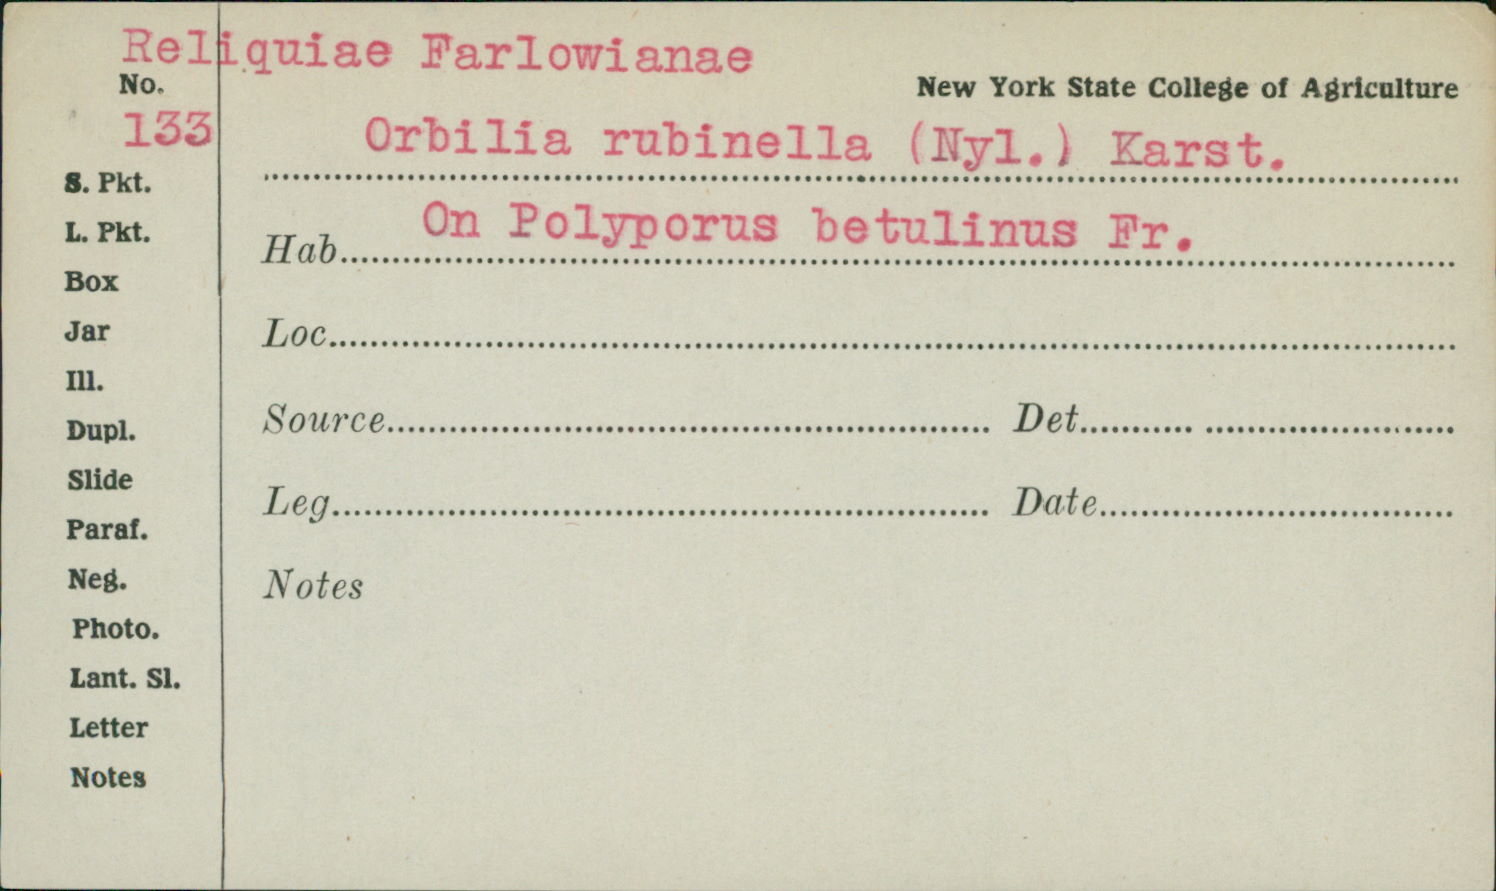 Reliquiae Farlowianae
No.
New York State College of Agriculture
133
Orbilia rubinella (Nyl.) Karst.
S. Pkt.
L. Pkt.
Hab. On Polyporus betulinus Fr.
Box
Jar
Loc.
Ill.
Dupl.
Source Det.
Slide
Leg. Date
Paraf.
Neg.
Notes
Photo.
Lant. Sl.
Letter
Notes